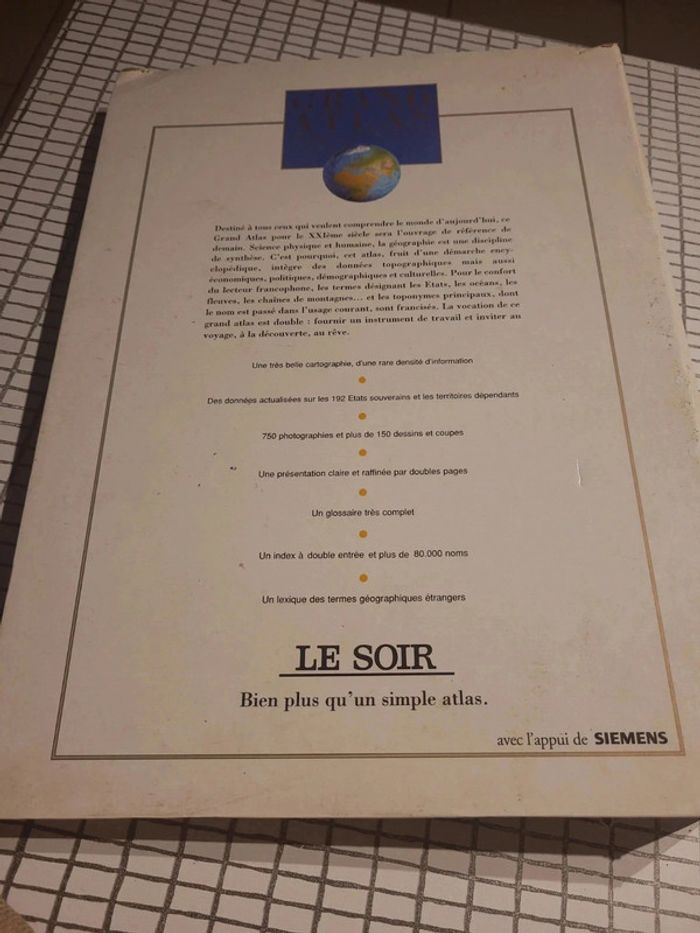 GRAND
ATLAS
Destiné à tous ceux qui veulent comprendre le monde d'aujourd'hui, ce
Grand Atlas pour le XXIème siècle sera l'ouvrage de référence de
demain. Science physique et humaine, la géographie est une discipline
de synthèse. C'est pourquoi, cet atlas, fruit d'une démarche ency-
clopédique, intègre des données topographiques mais aussi
économiques, politiques, démographiques et culturelles. Pour le confort
du lecteur francophone, les termes désignant les Etats, les océans, les
fleuves, les chaînes de montagnes... et les toponymes principaux, dont
le nom est passé dans l'usage courant, sont francisés. La vocation de ce
grand atlas est double : fournir un instrument de travail et inviter au
voyage, à la découverte, au rêve.
Une très belle cartographie, d'une rare densité d'information
Des données actualisées sur les 192 Etats souverains et les territoires dépendants
750 photographies et plus de 150 dessins et coupes
Une présentation claire et raffinée par doubles pages
Un glossaire très complet
Un index à double entrée et plus de 80.000 noms
Un lexique des termes géographiques étrangers
LE SOIR
Bien plus qu'un simple atlas.
avec l'appui de SIEMENS